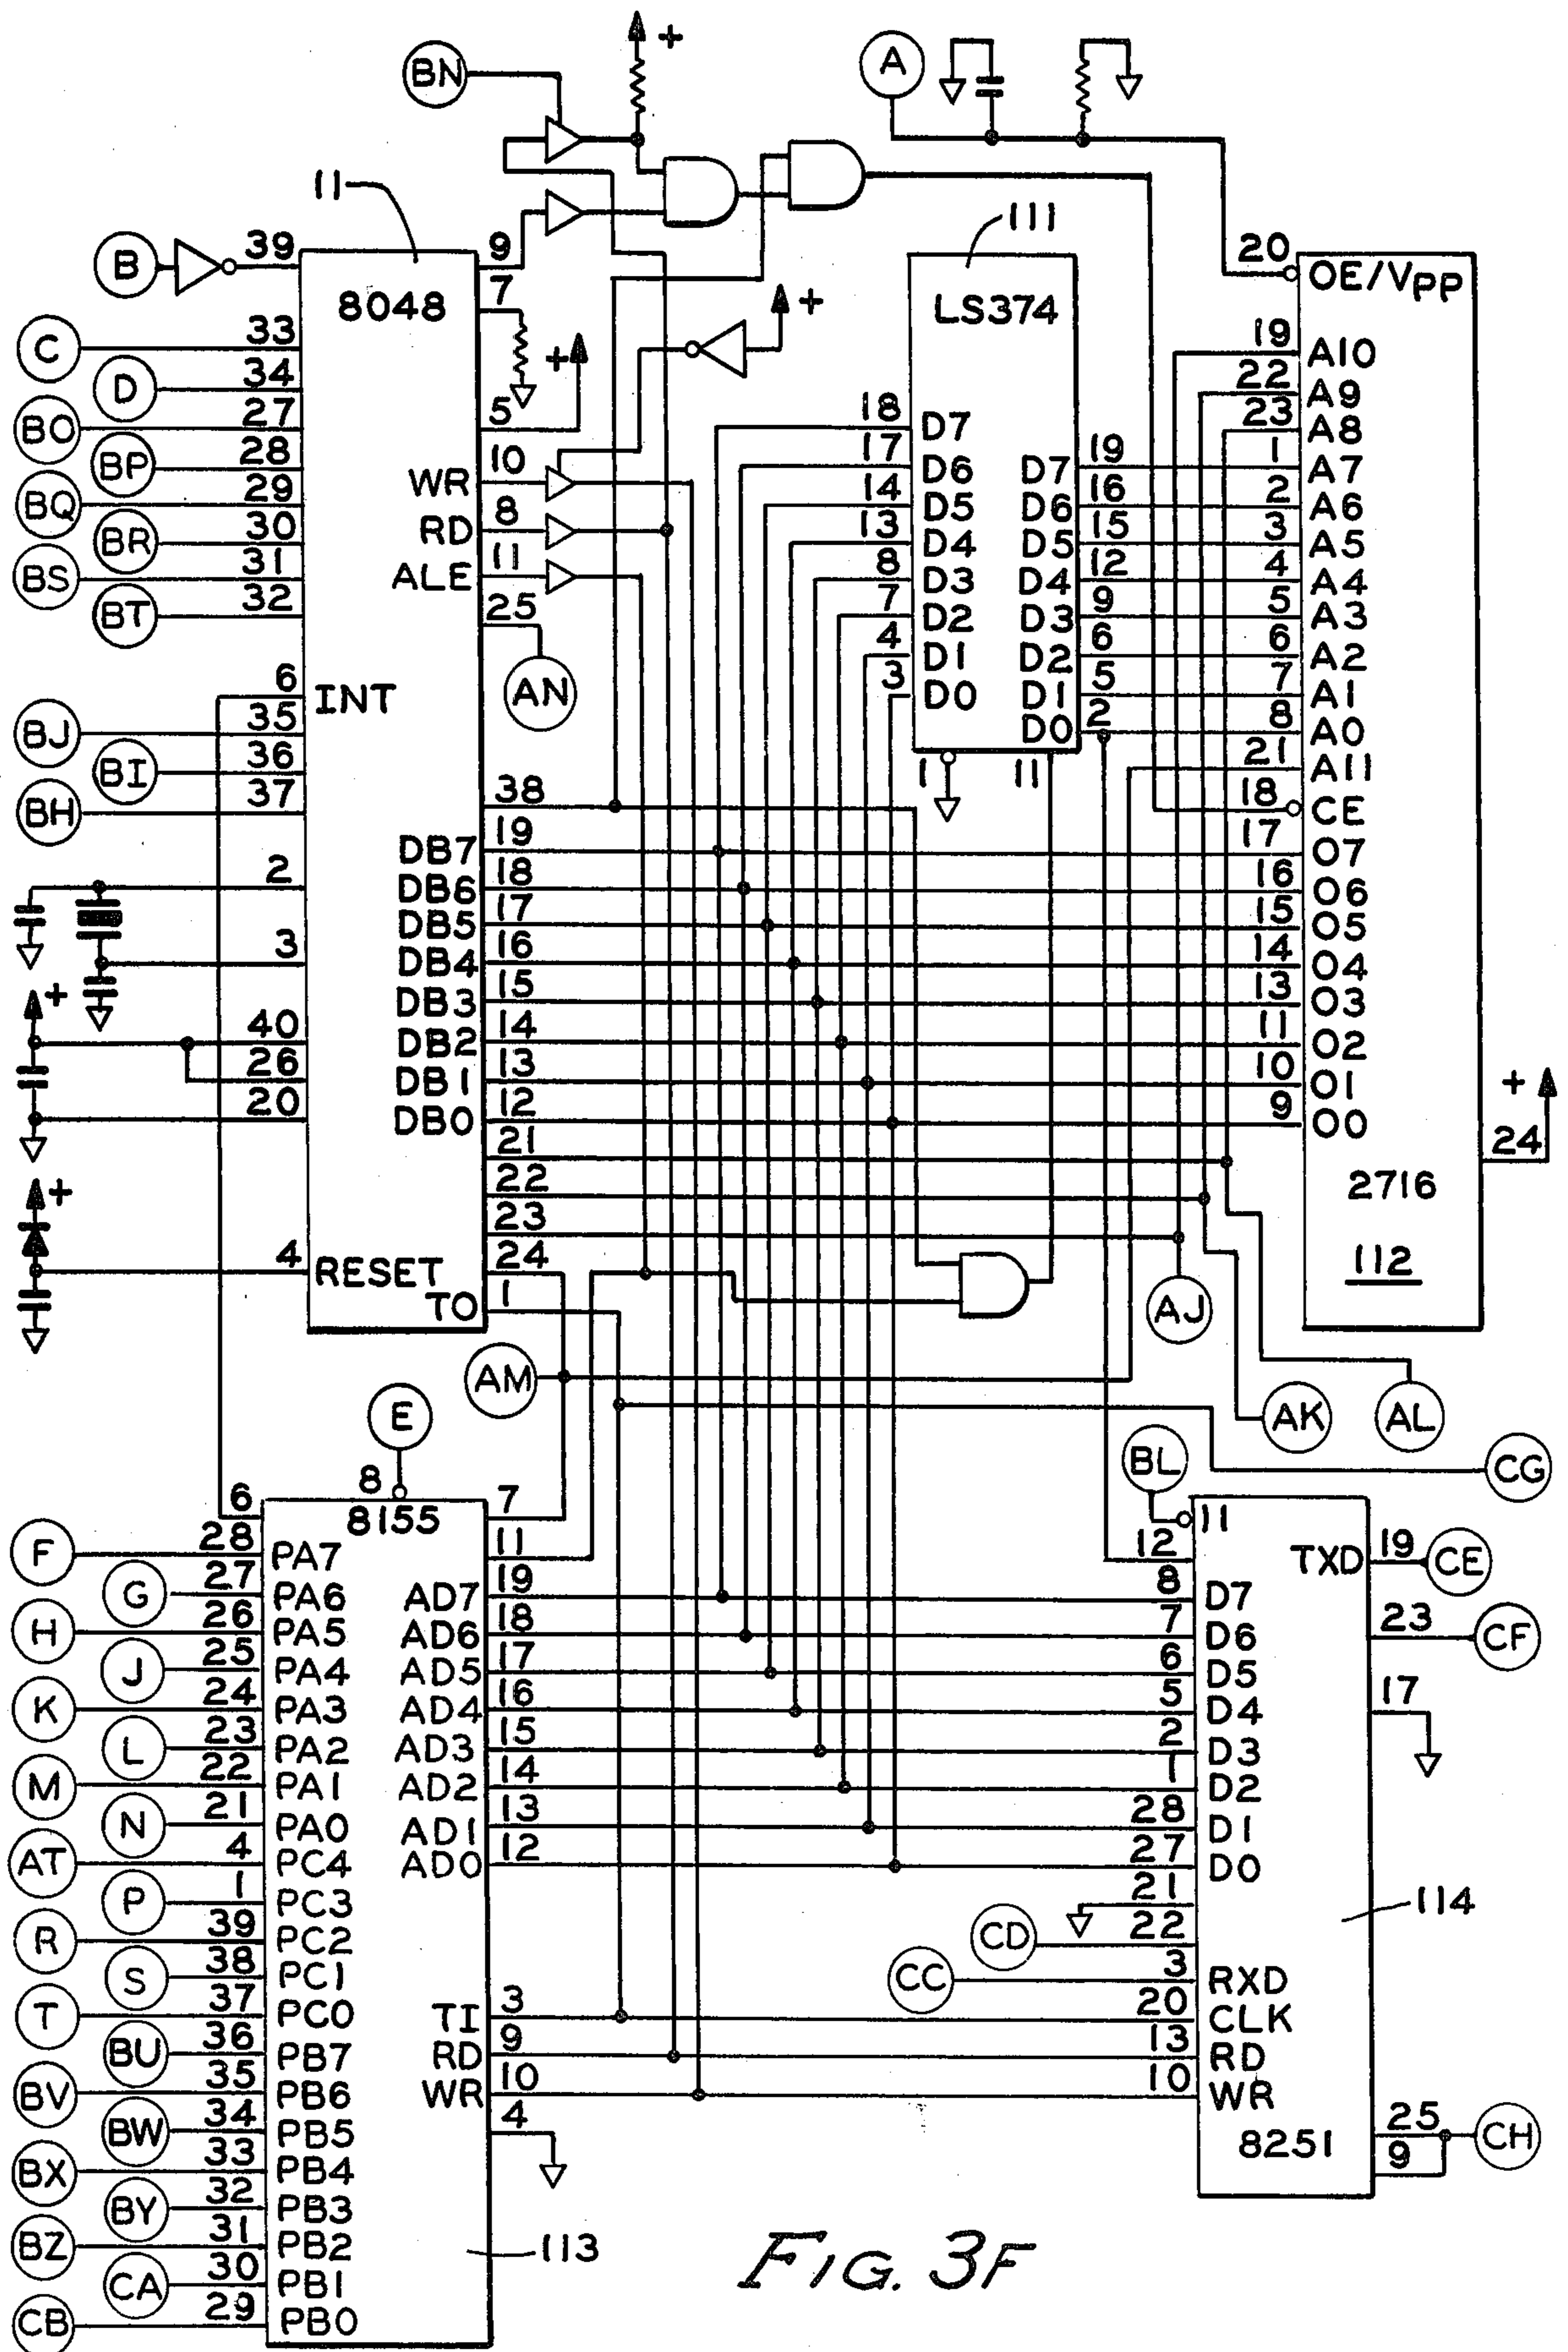 BN
+
A
11
111
B
39
9
7
8048
LS374
20
OE/VPP
+
+
C
33
D
34
BO
27
BP
28
BQ
29
BR
30
BS
31
BT
32
5
WR
10
RD
8
ALE
11
25
AN
18
D7
17
D6
14
D5
13
D4
8
D3
7
D2
4
D1
3
D0
D7
19
D6
16
D5
15
D4
12
D3
9
D2
6
D1
5
D0
2
1
11
19
A10
22
A9
23
A8
1
A7
2
A6
3
A5
4
A4
5
A3
6
A2
7
A1
8
A0
21
A11
18
CE
17
O7
16
O6
15
O5
14
O4
13
O3
11
O2
10
O1
9
O0
6
INT
BJ
35
BI
36
BH
37
2
3
+
40
26
20
+
4
RESET
38
DB7
19
DB6
18
DB5
17
DB4
16
DB3
15
DB2
14
DB1
13
DB0
12
21
22
23
24
TO
1
+
24
2716
112
AJ
AM
AK
AL
CG
E
8
BL
6
8155
7
11
F
28
PA7
G
27
PA6
H
26
PA5
J
25
PA4
K
24
PA3
L
23
PA2
M
22
PA1
N
21
PA0
AT
4
PC4
P
1
PC3
R
39
PC2
S
38
PC1
T
37
PC0
BU
36
PB7
BV
35
PB6
BW
34
PB5
BX
33
PB4
BY
32
PB3
BZ
31
PB2
CA
30
PB1
CB
29
PB0
AD7
19
AD6
18
AD5
17
AD4
16
AD3
15
AD2
14
AD1
13
AD0
12
TI
3
RD
9
WR
10
4
113
11
12
8
D7
7
D6
6
D5
5
D4
2
D3
1
D2
28
D1
27
D0
21
CD
22
CC
3
RXD
20
CLK
13
RD
10
WR
TXD
19
CE
23
CF
17
114
8251
25
9
CH
FIG. 3F